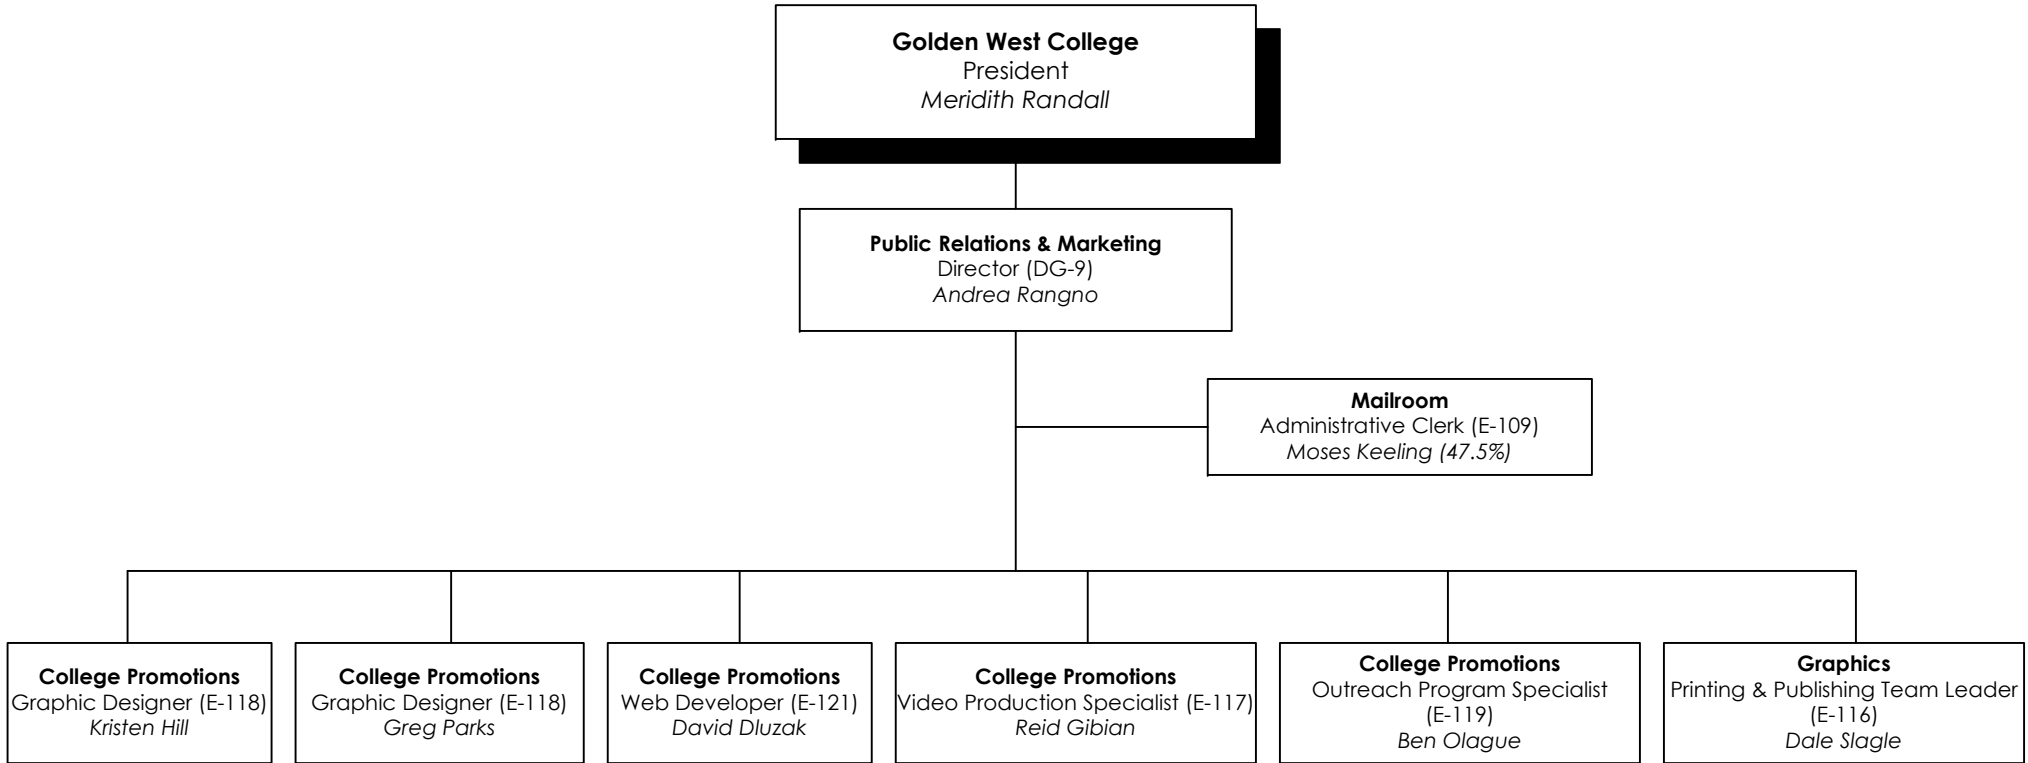 Golden West College
President
Meridith Randall
Public Relations & Marketing
Director (DG-9)
Andrea Rangno
Mailroom
Administrative Clerk (E-109)
Moses Keeling (47.5%)
College Promotions
Graphic Designer (E-118)
Kristen Hill
College Promotions
Graphic Designer (E-118)
Greg Parks
College Promotions
Web Developer (E-121)
David Dluzak
College Promotions
Video Production Specialist (E-117)
Reid Gibian
College Promotions
Outreach Program Specialist
(E-119)
Ben Olague
Graphics
Printing & Publishing Team Leader
(E-116)
Dale Slagle